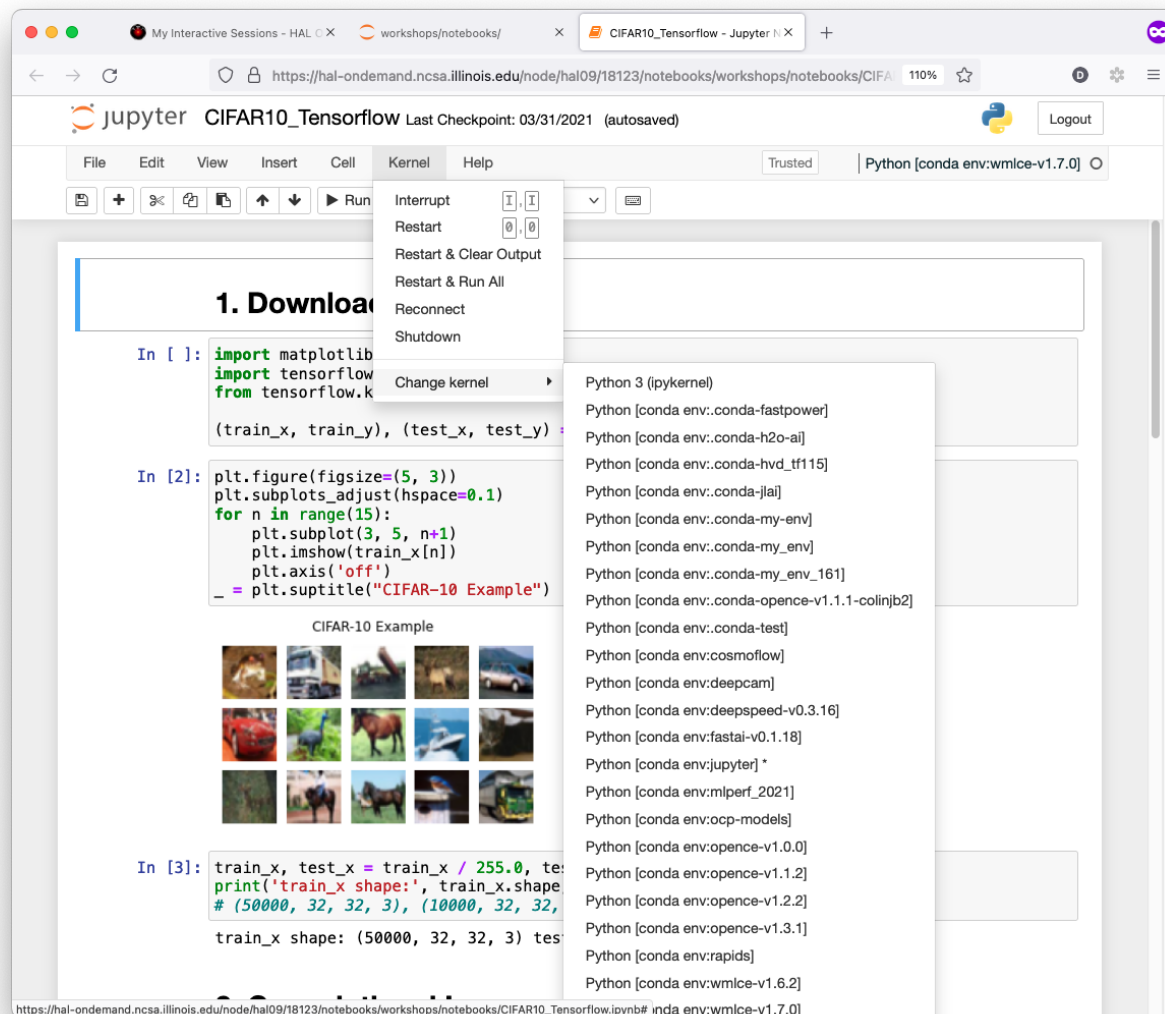 My Interactive Sessions - HAL
workshops/notebooks/
CIFAR10_Tensorflow - Jupyter N
https://hal-ondemand.ncsa.illinois.edu/node/hal09/18123/notebooks/workshops/notebooks/CIFA
110%
D
jupyter
CIFAR10_Tensorflow Last Checkpoint: 03/31/2021 (autosaved)
Logout
File Edit View Insert Cell Kernel Help
Trusted
Python [conda env:wmlce-v1.7.0]
Run
Interrupt I,I
Restart 0,0
Restart & Clear Output
Restart & Run All
Reconnect
Shutdown
Change kernel
Python 3 (ipykernel)
Python [conda env:.conda-fastpower]
Python [conda env:.conda-h2o-ai]
Python [conda env:.conda-hvd_tf115]
Python [conda env:.conda-jlai]
Python [conda env:.conda-my-env]
Python [conda env:.conda-my_env]
Python [conda env:.conda-my_env_161]
Python [conda env:.conda-opence-v1.1.1-colinjb2]
Python [conda env:.conda-test]
Python [conda env:cosmoflow]
Python [conda env:deepcam]
Python [conda env:deepspeed-v0.3.16]
Python [conda env:fastai-v0.1.18]
Python [conda env:jupyter] *
Python [conda env:mlperf_2021]
Python [conda env:ocp-models]
Python [conda env:opence-v1.0.0]
Python [conda env:opence-v1.1.2]
Python [conda env:opence-v1.2.2]
Python [conda env:opence-v1.3.1]
Python [conda env:rapids]
Python [conda env:wmlce-v1.6.2]
nda env:wmlce-v1.7.0]
1. Downloa
In [ ]: import matplotlib
import tensorflow
from tensorflow.k
(train_x, train_y), (test_x, test_y) =
In [2]: plt.figure(figsize=(5, 3))
plt.subplots_adjust(hspace=0.1)
for n in range(15):
    plt.subplot(3, 5, n+1)
    plt.imshow(train_x[n])
    plt.axis('off')
_ = plt.suptitle("CIFAR-10 Example")
CIFAR-10 Example
In [3]: train_x, test_x = train_x / 255.0, tes
print('train_x shape:', train_x.shape,
# (50000, 32, 32, 3), (10000, 32, 32,
train_x shape: (50000, 32, 32, 3) tes
https://hal-ondemand.ncsa.illinois.edu/node/hal09/18123/notebooks/workshops/notebooks/CIFAR10_Tensorflow.ipynb#